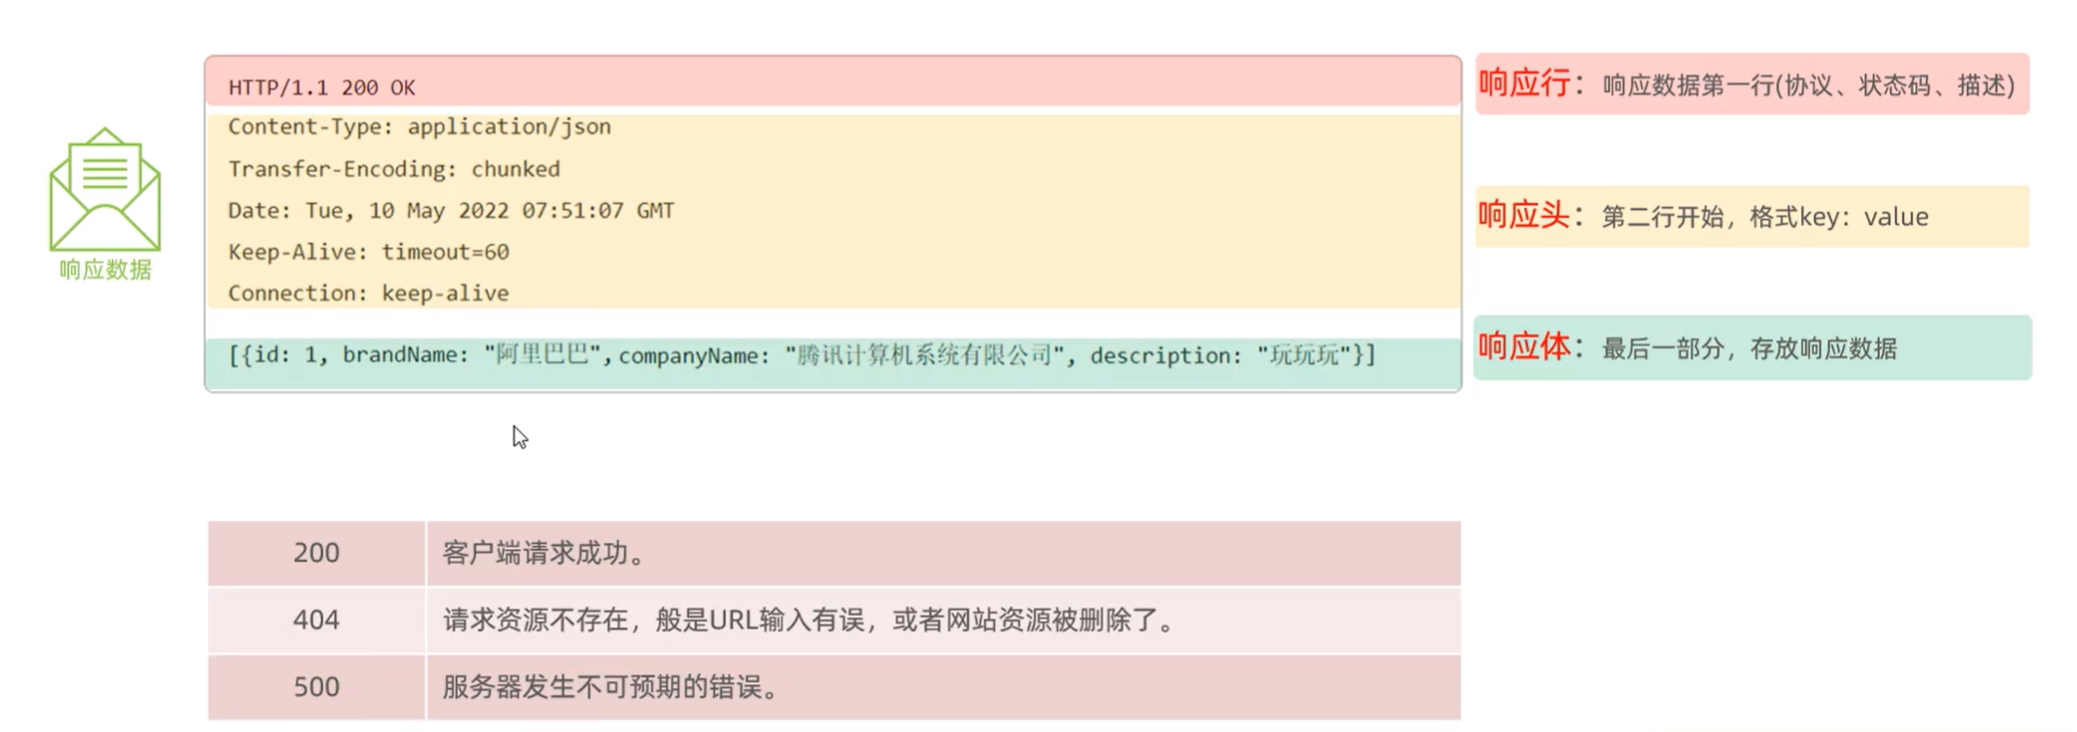 HTTP/1.1 200 OK
响应行：响应数据第一行(协议、状态码、描述)
Content-Type: application/json
Transfer-Encoding: chunked
Date: Tue, 10 May 2022 07:51:07 GMT
Keep-Alive: timeout=60
Connection: keep-alive
响应头：第二行开始，格式key：value
响应数据
[{id: 1, brandName: "阿里巴巴",companyName: "腾讯计算机系统有限公司", description: "玩玩玩"}]
响应体：最后一部分，存放响应数据
200 客户端请求成功。
404 请求资源不存在，般是URL输入有误，或者网站资源被删除了。
500 服务器发生不可预期的错误。